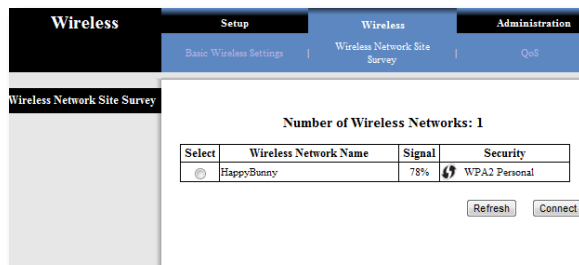 Wireless
Setup
Wireless
Administration
Basic Wireless Settings | Wireless Network Site Survey | QoS
Wireless Network Site Survey
Number of Wireless Networks: 1
Select Wireless Network Name Signal Security
HappyBunny 78% WPA2 Personal
Refresh Connect